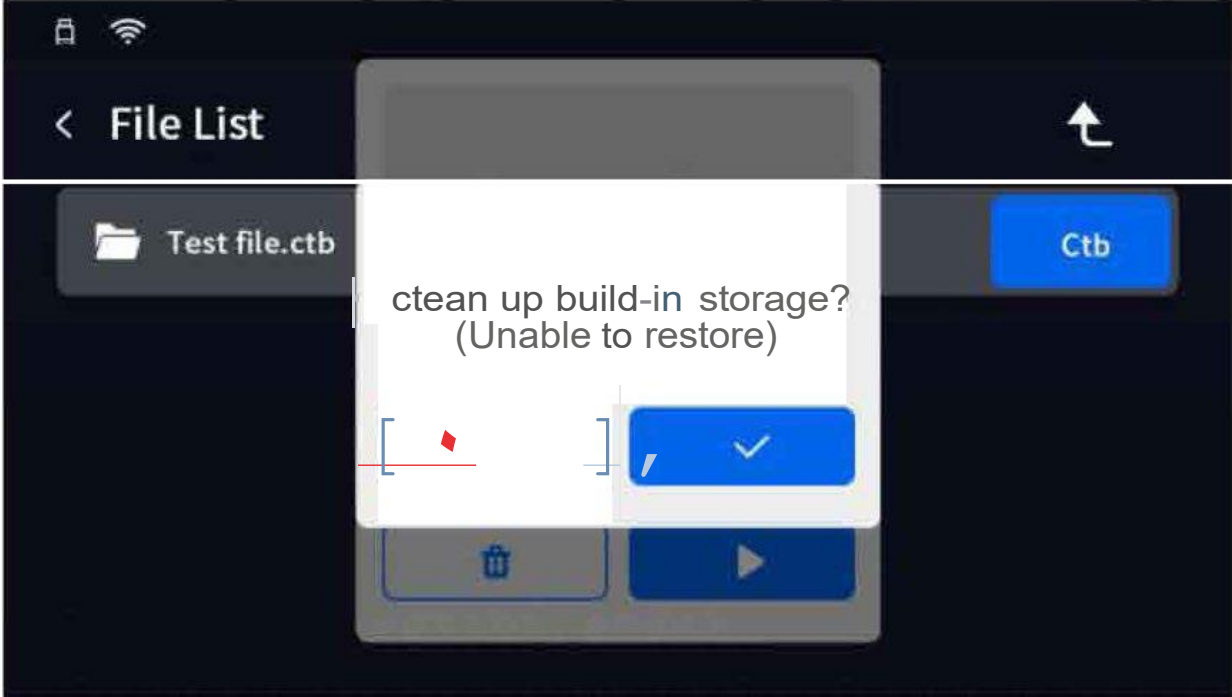 File List
Test file.ctb
Ctb
ctean up build-in storage?
(Unable to restore)
[ ] ,